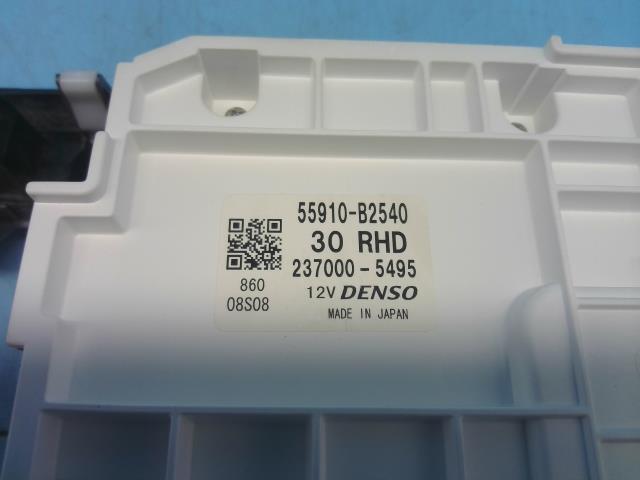 55910-B2540
30 RHD
237000-5495
860
08S08
12V DENSO
MADE IN JAPAN